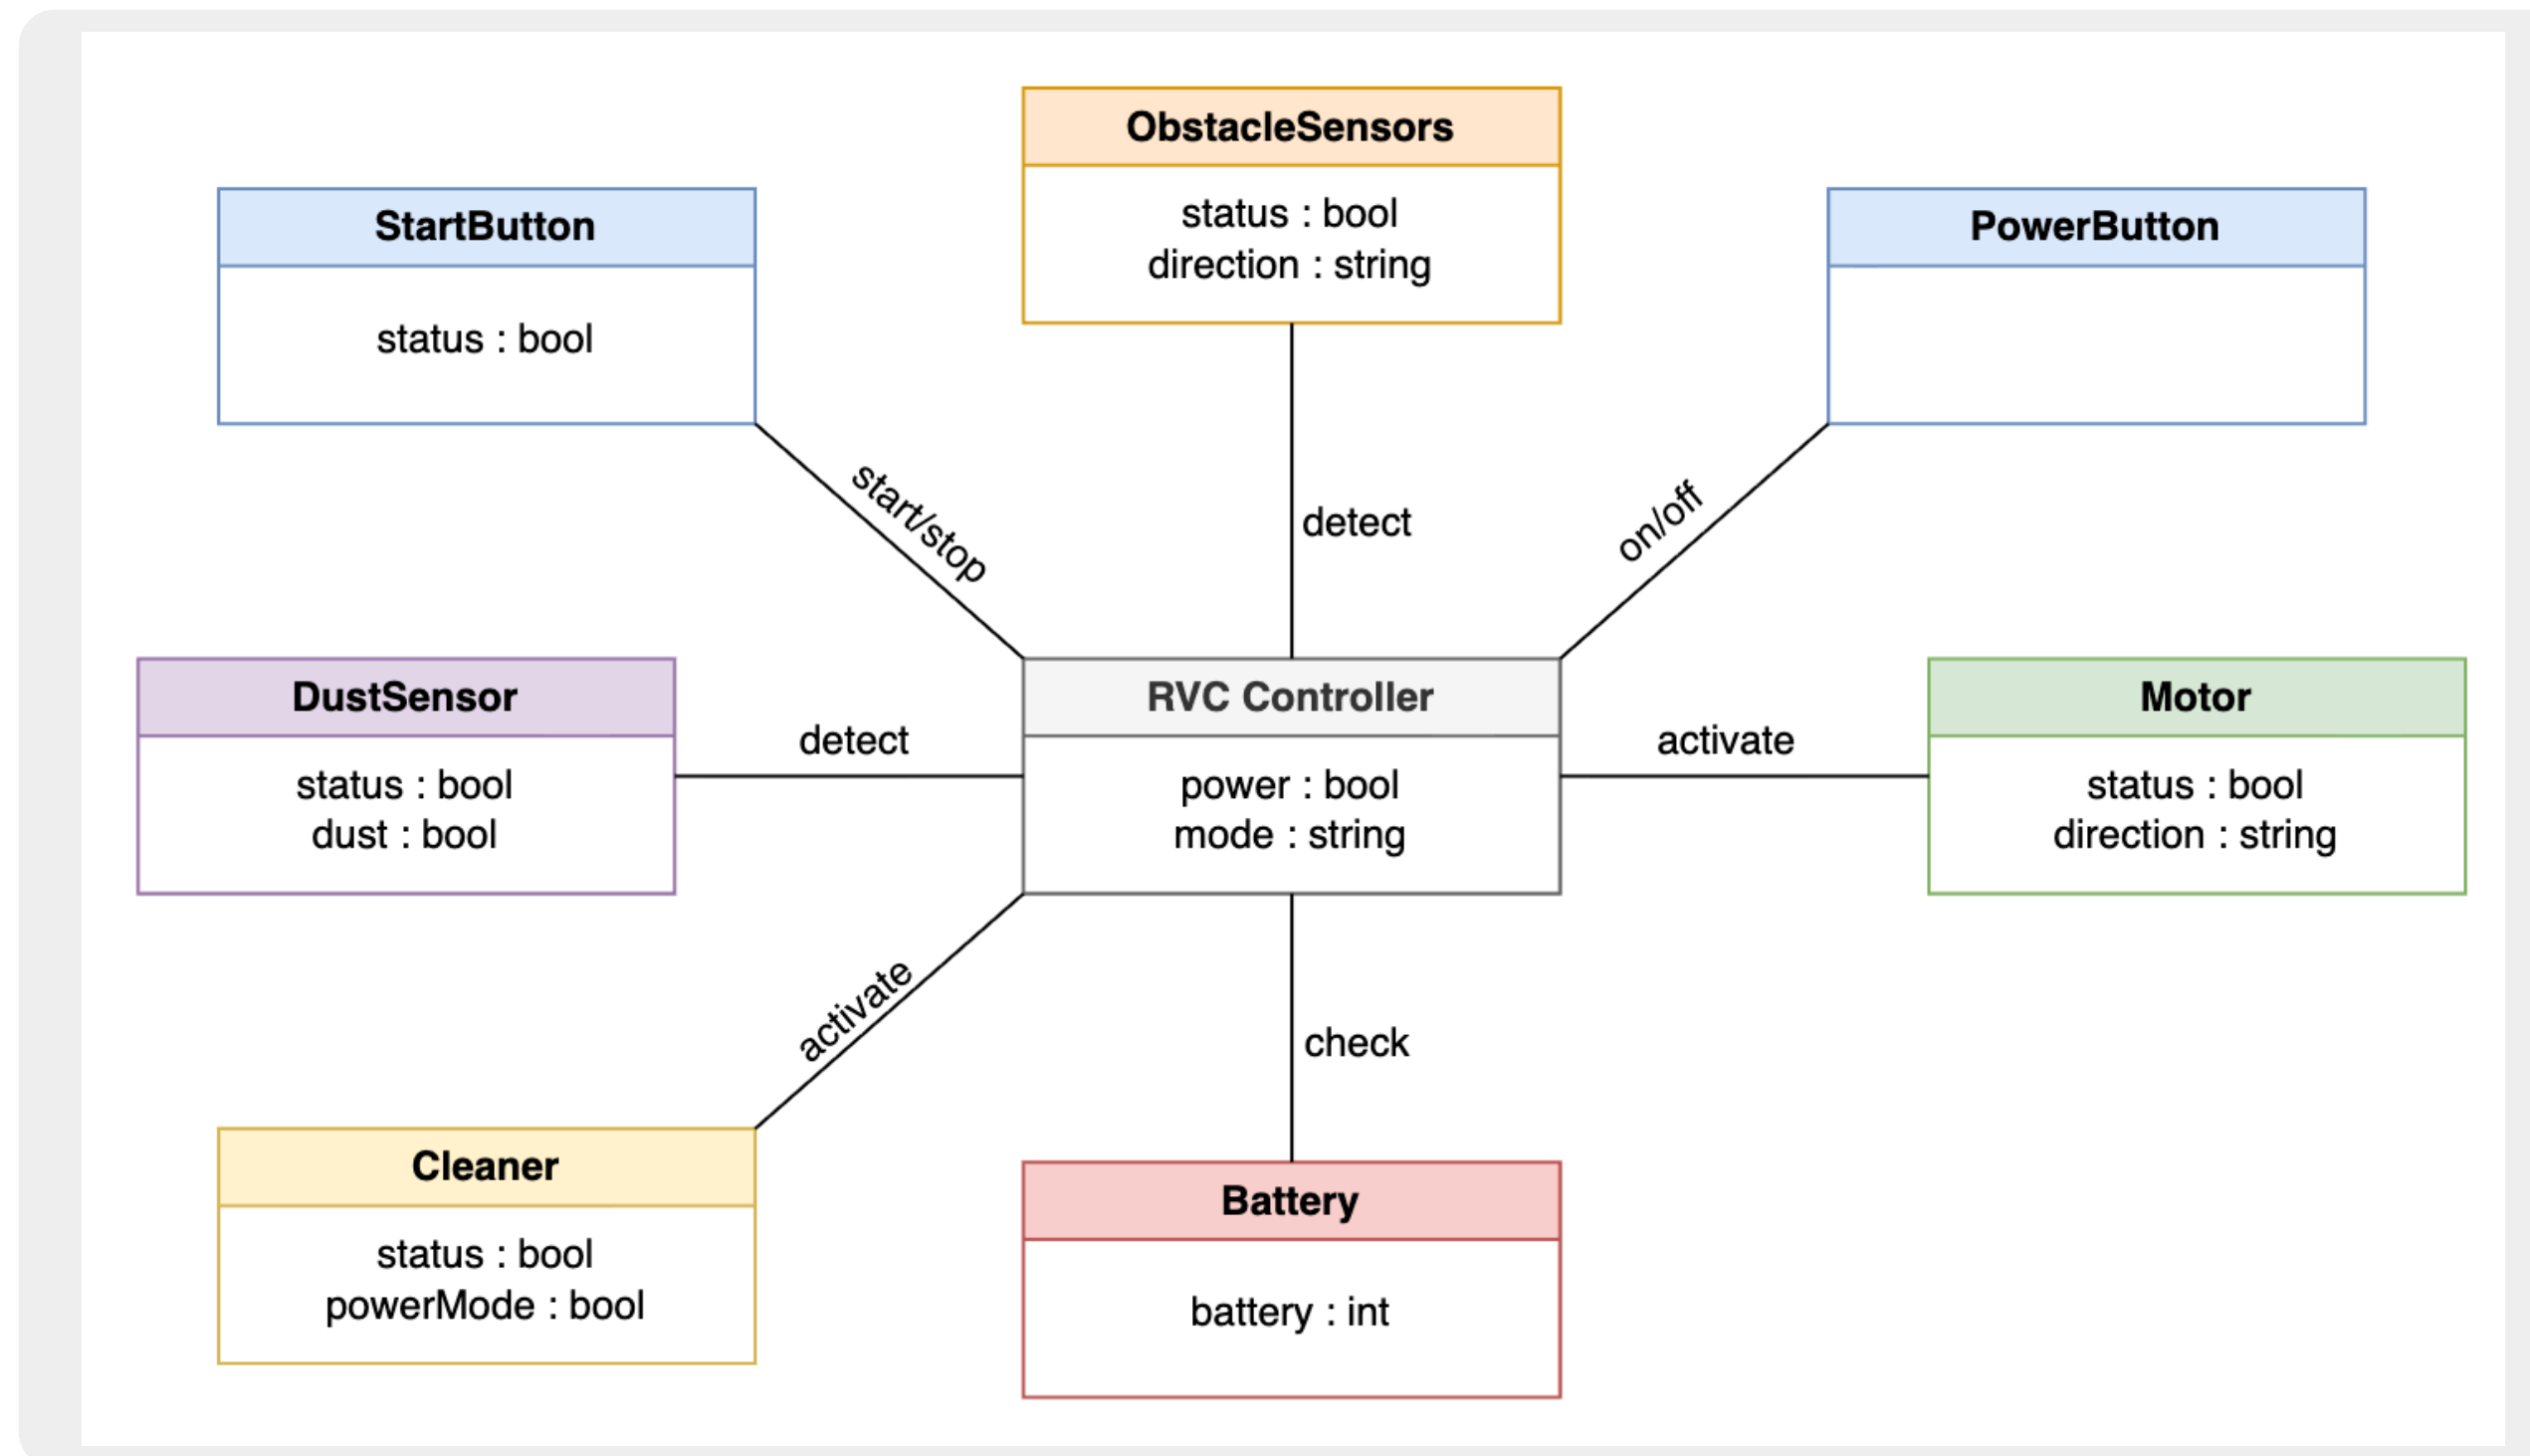 ObstacleSensors
status : bool
direction : string
StartButton
status : bool
PowerButton
start/stop
detect
on/off
DustSensor
status : bool
dust : bool
detect
RVC Controller
power : bool
mode : string
activate
Motor
status : bool
direction : string
activate
check
Cleaner
status : bool
powerMode : bool
Battery
battery : int